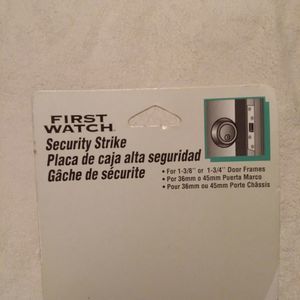 FIRST
WATCH
Security Strike
Placa de caja alta seguridad
Gâche de sécurite
• For 1-3/8" or 1-3/4" Door Frames
• Por 36mm o 45mm Puerta Marco
• Pour 36mm ou 45mm Porte Châssis